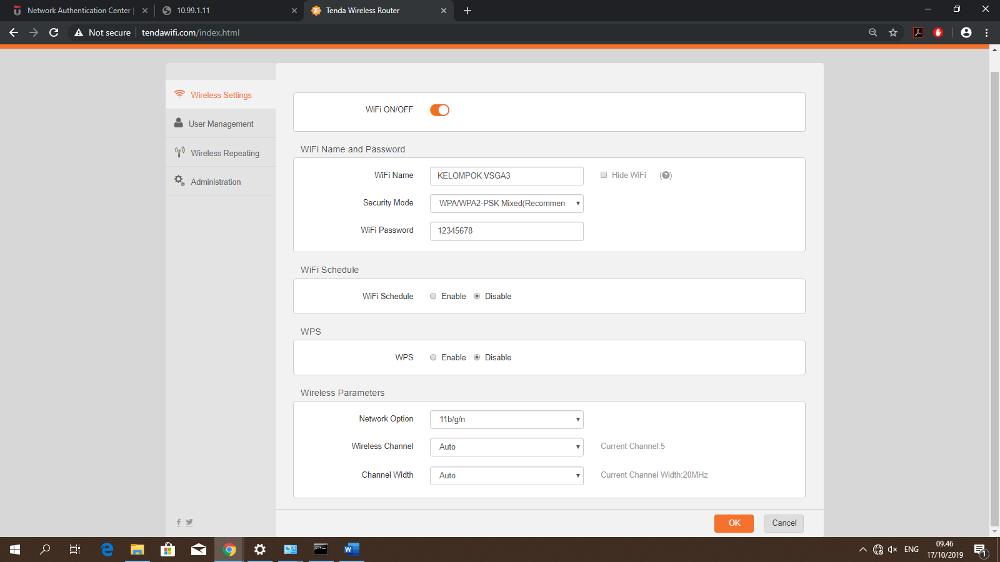 Network Authentication Center |
10.99.1.11
Tenda Wireless Router
Not secure
tendawifi.com/index.html
Wireless Settings
User Management
Wireless Repeating
Administration
WiFi ON/OFF
WiFi Name and Password
WiFi Name KELOMPOK VSGA3 Hide WiFi (?)
Security Mode WPA/WPA2-PSK Mixed(Recommen
WiFi Password 12345678
WiFi Schedule
WiFi Schedule Enable Disable
WPS
WPS Enable Disable
Wireless Parameters
Network Option 11b/g/n
Wireless Channel Auto Current Channel:5
Channel Width Auto Current Channel Width:20MHz
OK Cancel
ENG
09.46
17/10/2019
1